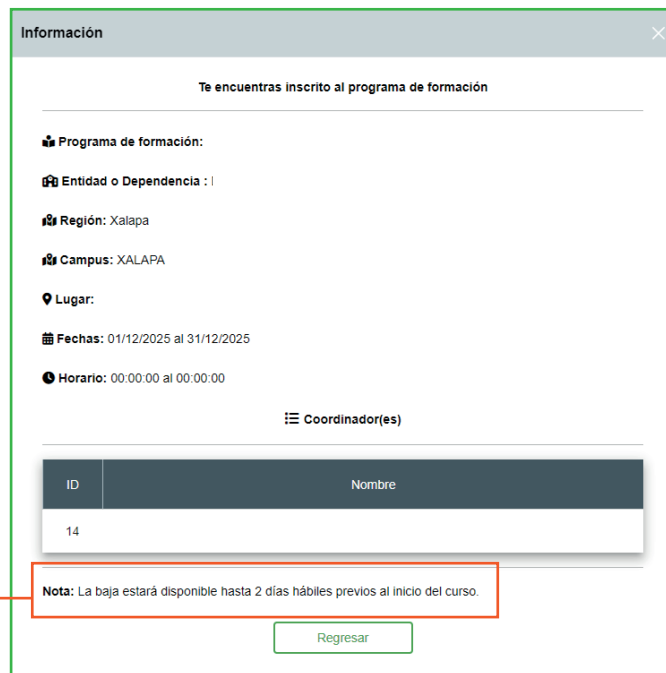 Información
Te encuentras inscrito al programa de formación
Programa de formación:
Entidad o Dependencia :
Región: Xalapa
Campus: XALAPA
Lugar:
Fechas: 01/12/2025 al 31/12/2025
Horario: 00:00:00 al 00:00:00
Coordinador(es)
ID Nombre
14
Nota: La baja estará disponible hasta 2 días hábiles previos al inicio del curso.
Regresar